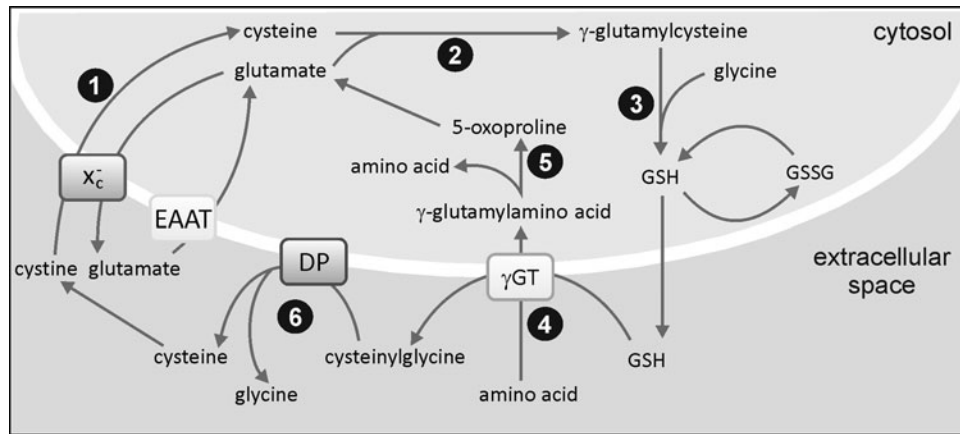 cysteine
2
γ-glutamylcysteine
cytosol
1
glutamate
glycine
3
5-oxoproline
amino acid
5
GSH
GSSG
x⁻c
EAAT
γ-glutamylamino acid
extracellular
space
cystine
glutamate
DP
γGT
6
4
cysteine
cysteinylglycine
GSH
glycine
amino acid